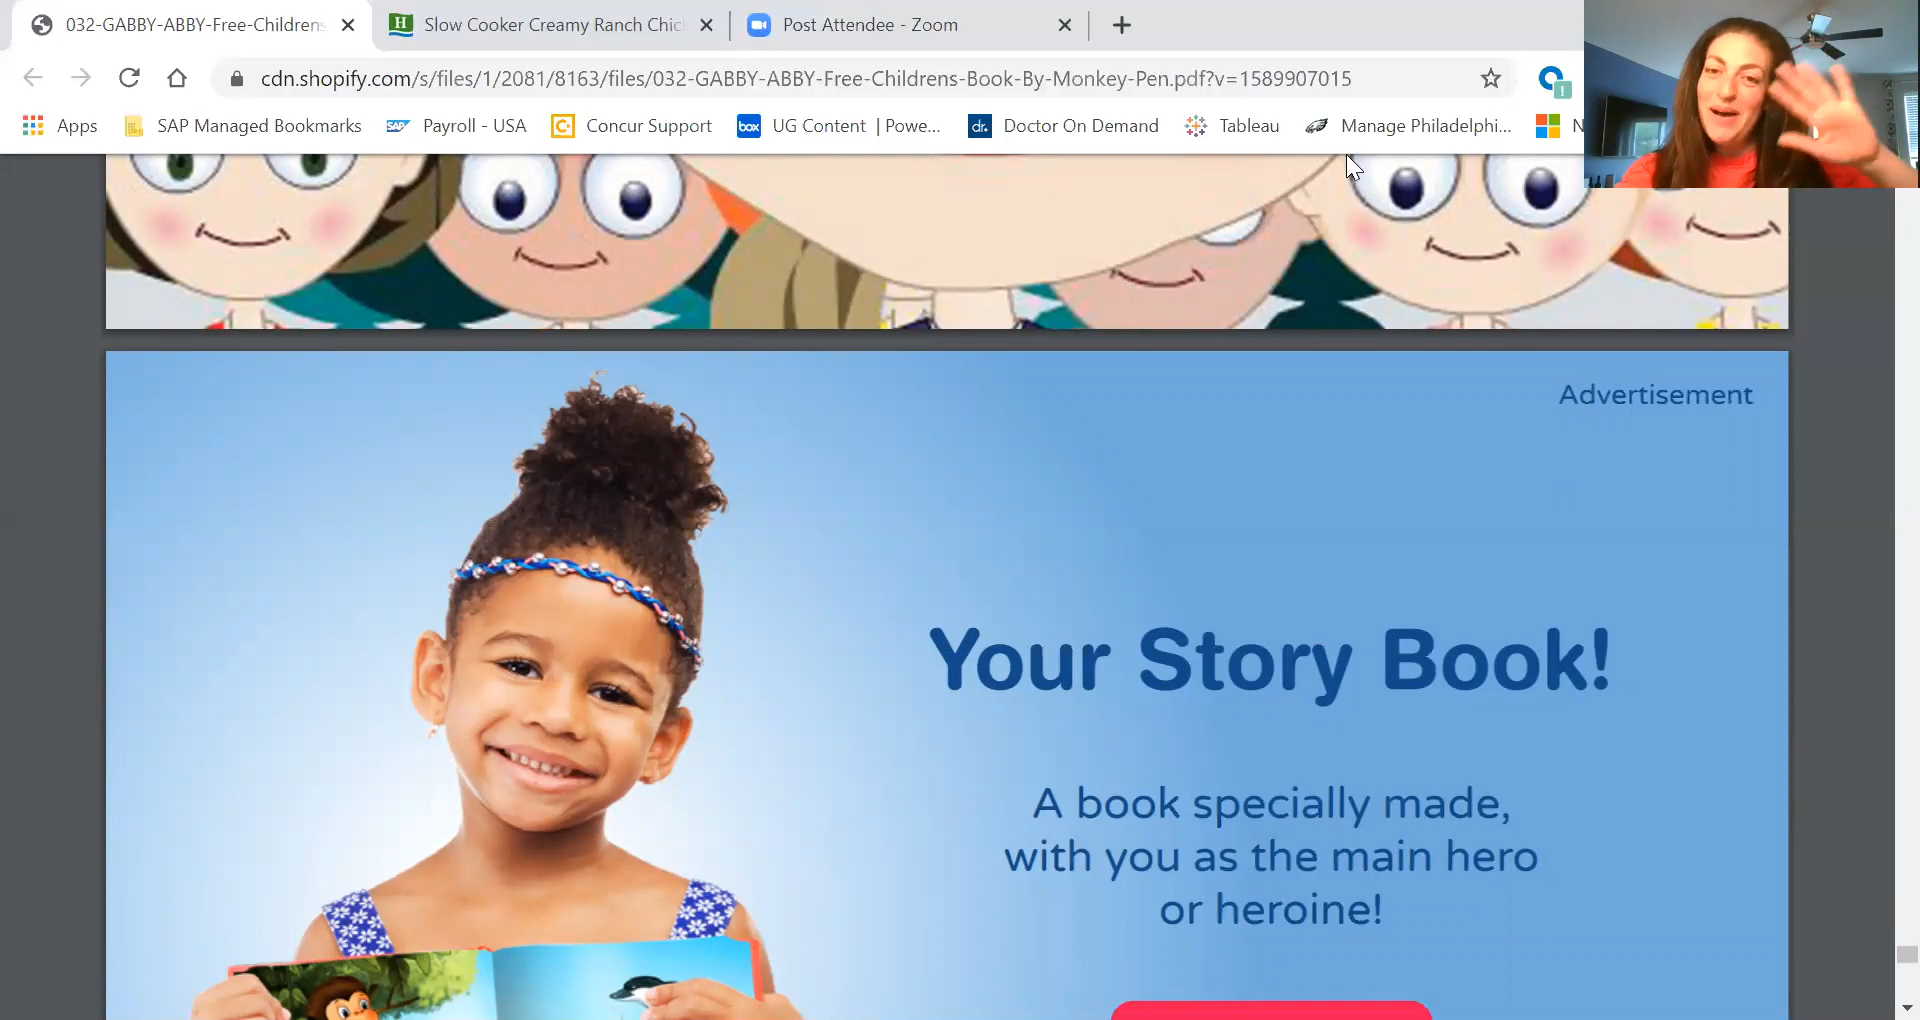 032-GABBY-ABBY-Free-Childrens
Slow Cooker Creamy Ranch Chic
Post Attendee - Zoom
cdn.shopify.com/s/files/1/2081/8163/files/032-GABBY-ABBY-Free-Childrens-Book-By-Monkey-Pen.pdf?v=1589907015
Apps SAP Managed Bookmarks SAP Payroll - USA Concur Support box UG Content | Powe... dr. Doctor On Demand Tableau Manage Philadelphi... N
Advertisement
Your Story Book!
A book specially made,
with you as the main hero
or heroine!